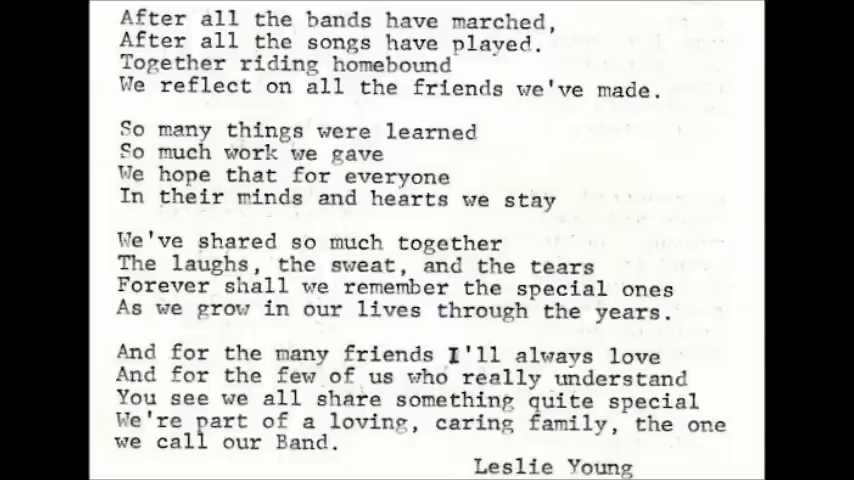 After all the bands have marched,
After all the songs have played.
Together riding homebound
We reflect on all the friends we've made.
So many things were learned
So much work we gave
We hope that for everyone
In their minds and hearts we stay
We've shared so much together
The laughs, the sweat, and the tears
Forever shall we remember the special ones
As we grow in our lives through the years.
And for the many friends I'll always love
And for the few of us who really understand
You see we all share something quite special
We're part of a loving, caring family, the one
we call our Band.
Leslie Young